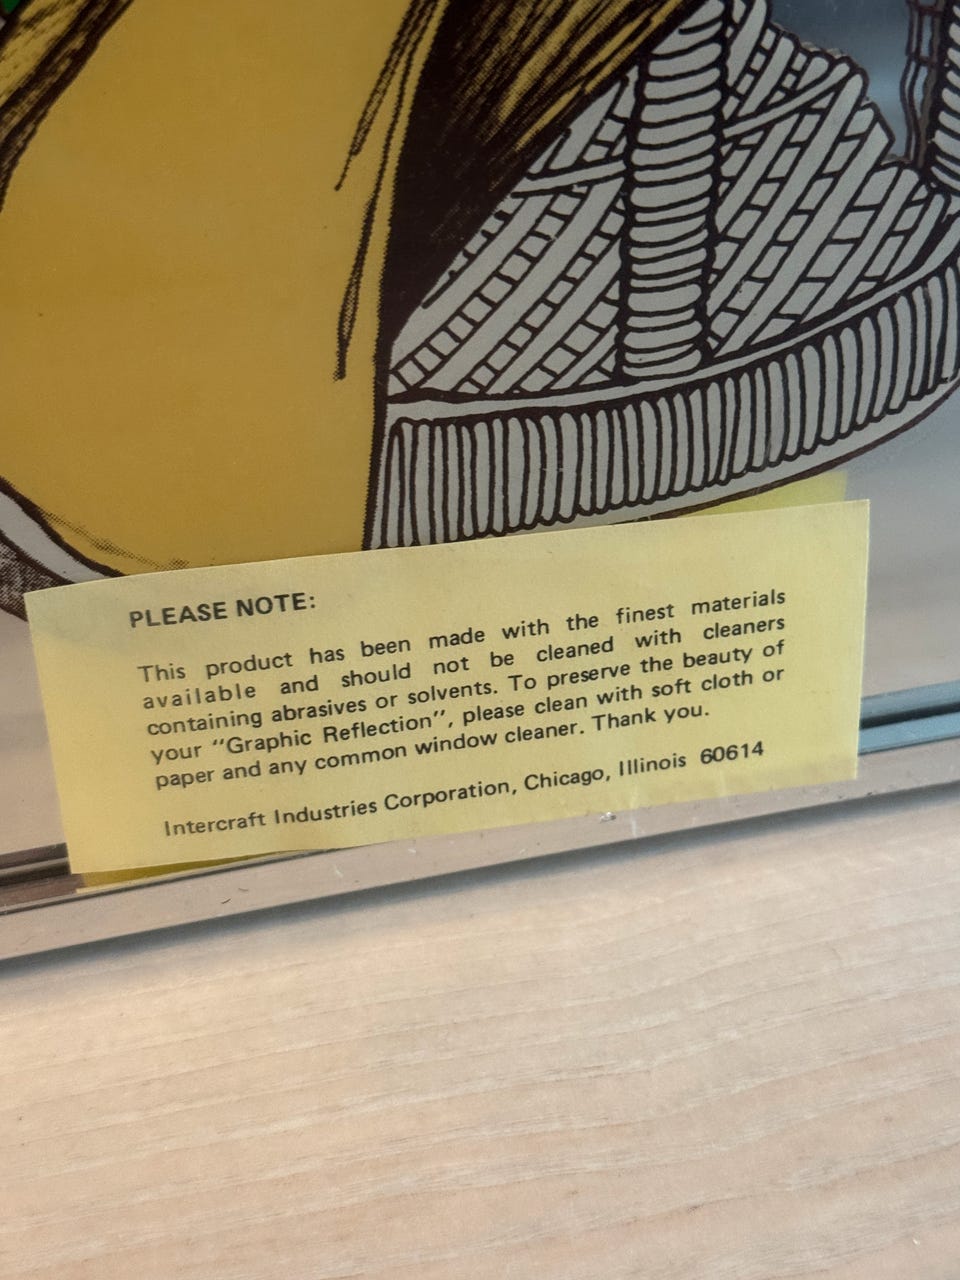 PLEASE NOTE:
This product has been made with the finest materials
available and should not be cleaned with cleaners
containing abrasives or solvents. To preserve the beauty of
your "Graphic Reflection", please clean with soft cloth or
paper and any common window cleaner. Thank you.
Intercraft Industries Corporation, Chicago, Illinois 60614